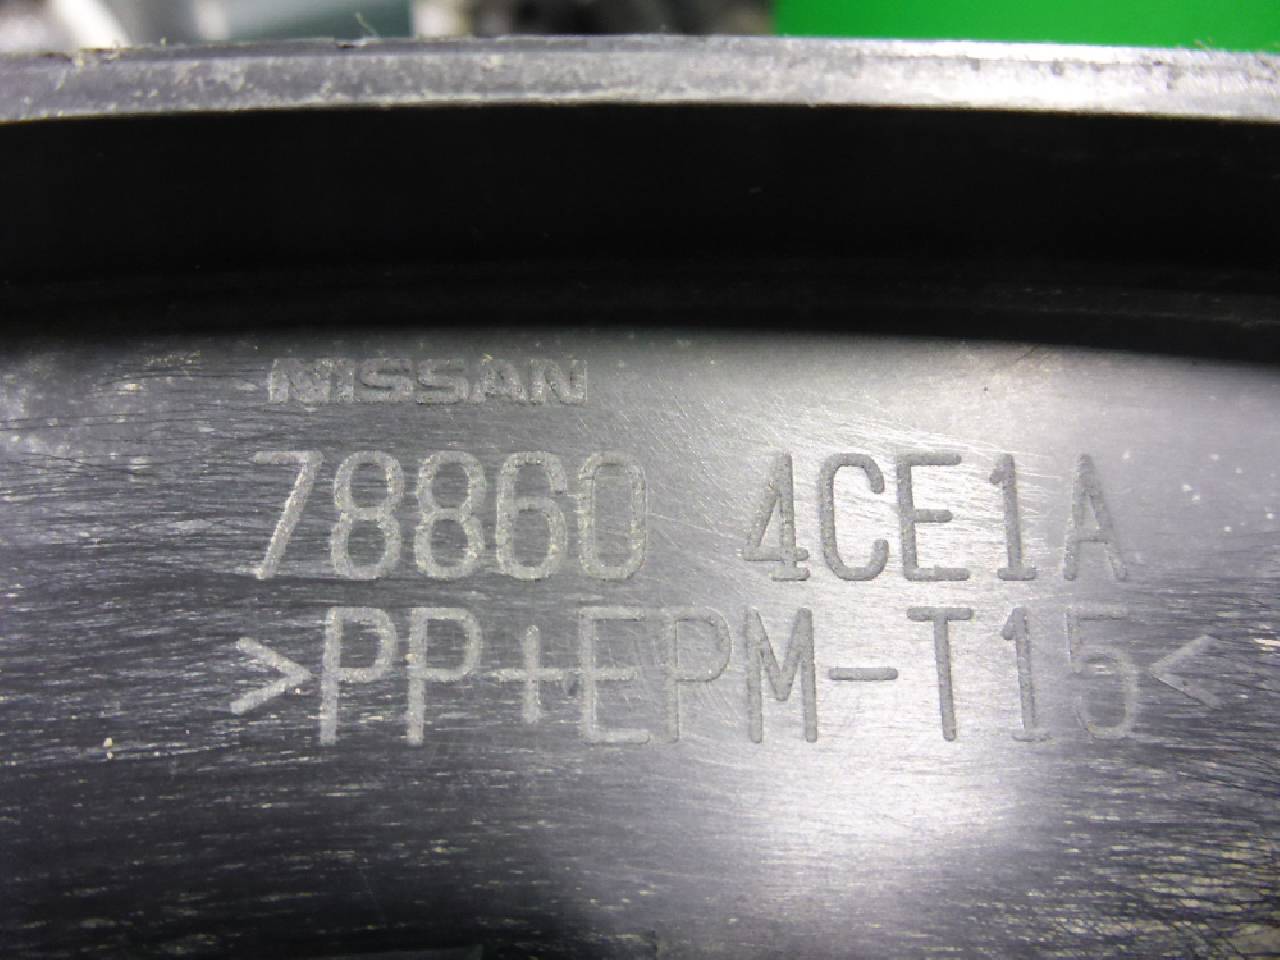 NISSAN
78860 4CE1A
>PP+EPM-T15<